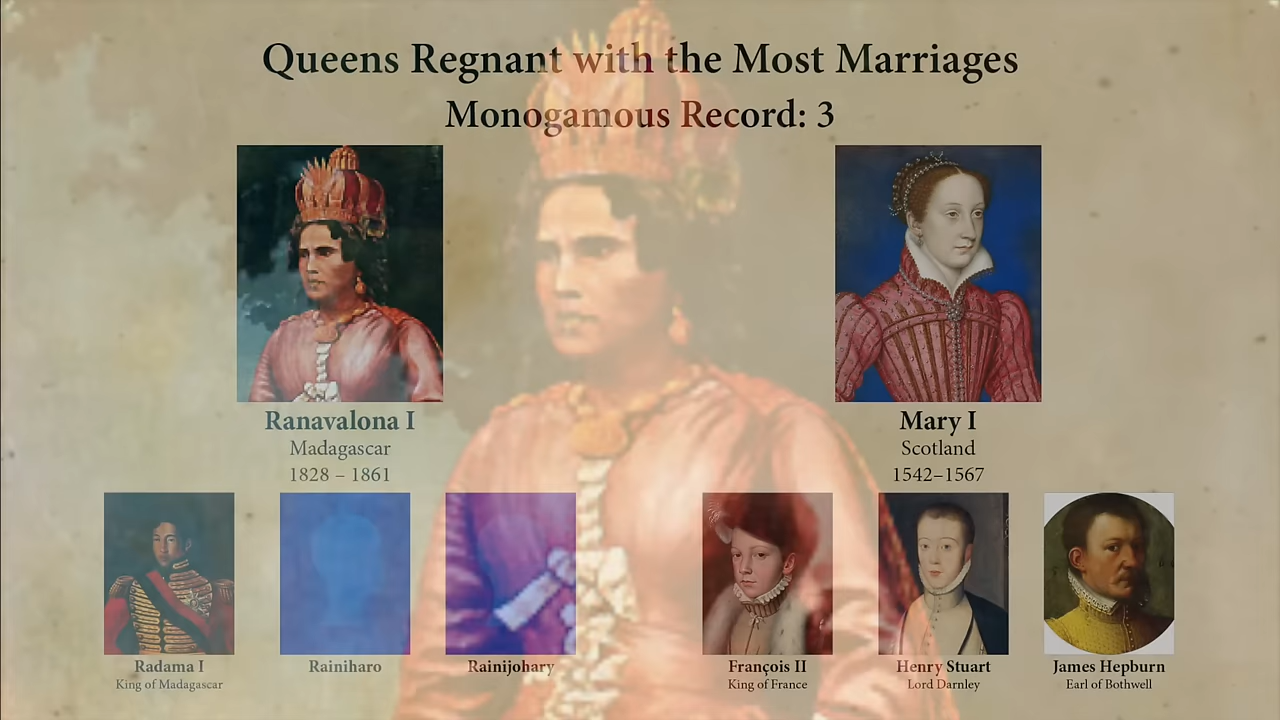 Queens Regnant with the Most Marriages
Monogamous Record: 3
Ranavalona I
Madagascar
1828 – 1861
Radama I
King of Madagascar
Rainiharo
Rainijohary
Mary I
Scotland
1542–1567
François II
King of France
Henry Stuart
Lord Darnley
James Hepburn
Earl of Bothwell